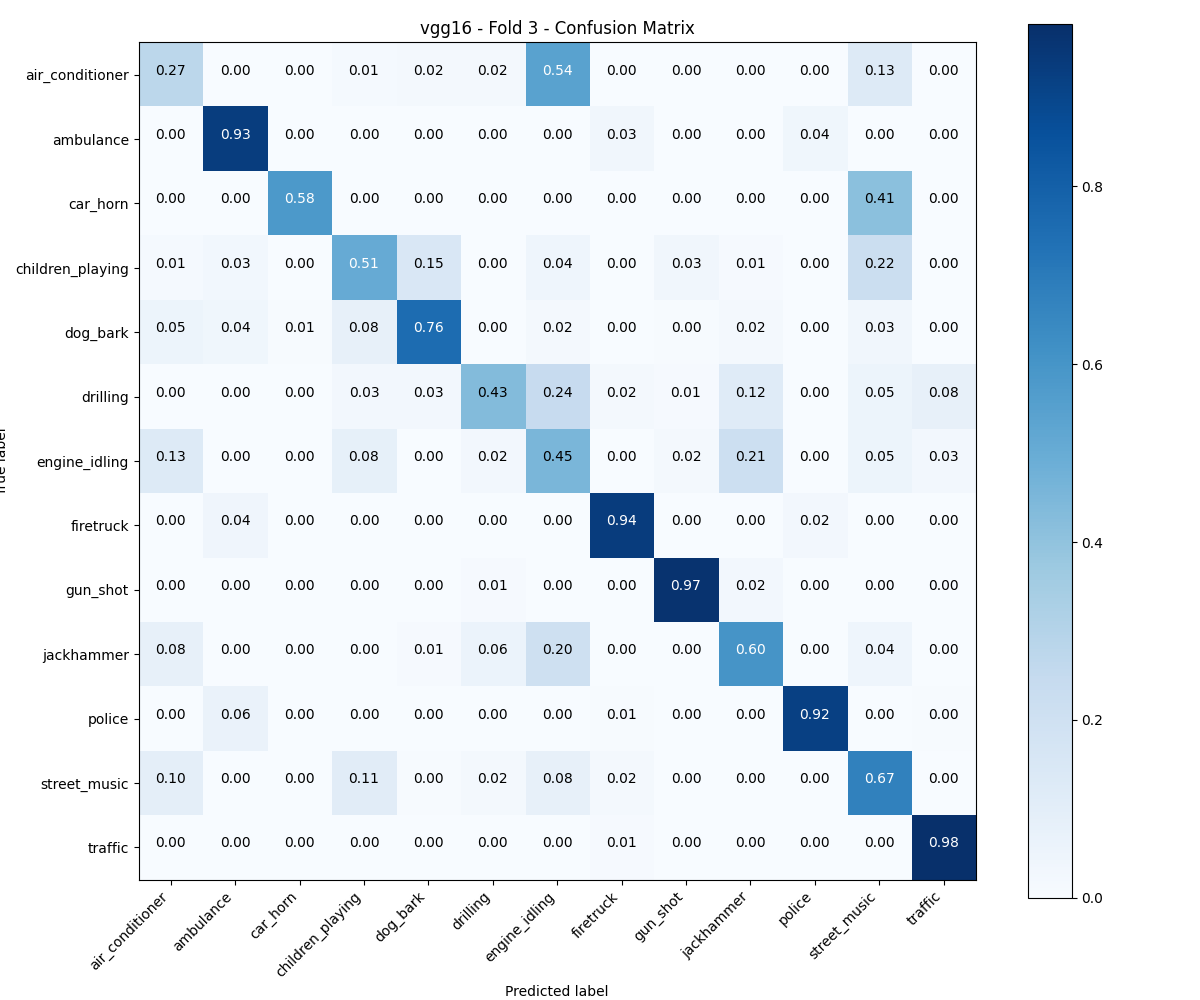 vgg16 - Fold 3 - Confusion Matrix
air_conditioner 0.27 0.00 0.00 0.01 0.02 0.02 0.54 0.00 0.00 0.00 0.00 0.13 0.00
ambulance 0.00 0.93 0.00 0.00 0.00 0.00 0.00 0.03 0.00 0.00 0.04 0.00 0.00
0.8
car_horn 0.00 0.00 0.58 0.00 0.00 0.00 0.00 0.00 0.00 0.00 0.00 0.41 0.00
children_playing 0.01 0.03 0.00 0.51 0.15 0.00 0.04 0.00 0.03 0.01 0.00 0.22 0.00
dog_bark 0.05 0.04 0.01 0.08 0.76 0.00 0.02 0.00 0.00 0.02 0.00 0.03 0.00
0.6
drilling 0.00 0.00 0.00 0.03 0.03 0.43 0.24 0.02 0.01 0.12 0.00 0.05 0.08
engine_idling 0.13 0.00 0.00 0.08 0.00 0.02 0.45 0.00 0.02 0.21 0.00 0.05 0.03
label
firetruck 0.00 0.04 0.00 0.00 0.00 0.00 0.00 0.94 0.00 0.00 0.02 0.00 0.00
0.4
gun_shot 0.00 0.00 0.00 0.00 0.00 0.01 0.00 0.00 0.97 0.02 0.00 0.00 0.00
jackhammer 0.08 0.00 0.00 0.00 0.01 0.06 0.20 0.00 0.00 0.60 0.00 0.04 0.00
police 0.00 0.06 0.00 0.00 0.00 0.00 0.00 0.01 0.00 0.00 0.92 0.00 0.00
0.2
street_music 0.10 0.00 0.00 0.11 0.00 0.02 0.08 0.02 0.00 0.00 0.00 0.67 0.00
traffic 0.00 0.00 0.00 0.00 0.00 0.00 0.00 0.01 0.00 0.00 0.00 0.00 0.98
0.0
air_conditioner ambulance car_horn children_playing dog_bark drilling engine_idling firetruck gun_shot jackhammer police street_music traffic
Predicted label